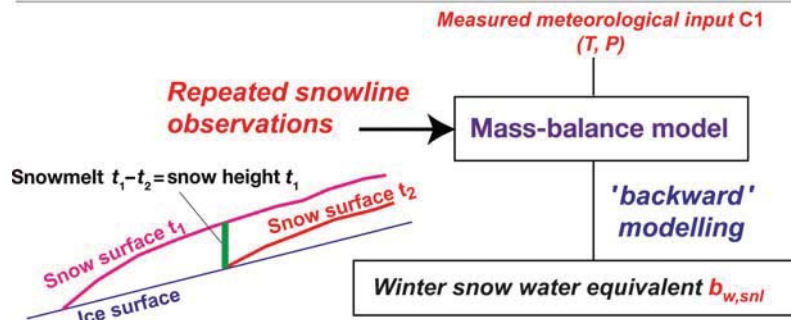 Measured meteorological input C1
(T, P)
Repeated snowline
observations
Mass-balance model
Snowmelt t₁–t₂=snow height t₁
Snow surface t₁
Snow surface t₂
Ice surface
'backward'
modelling
Winter snow water equivalent b_w,snl